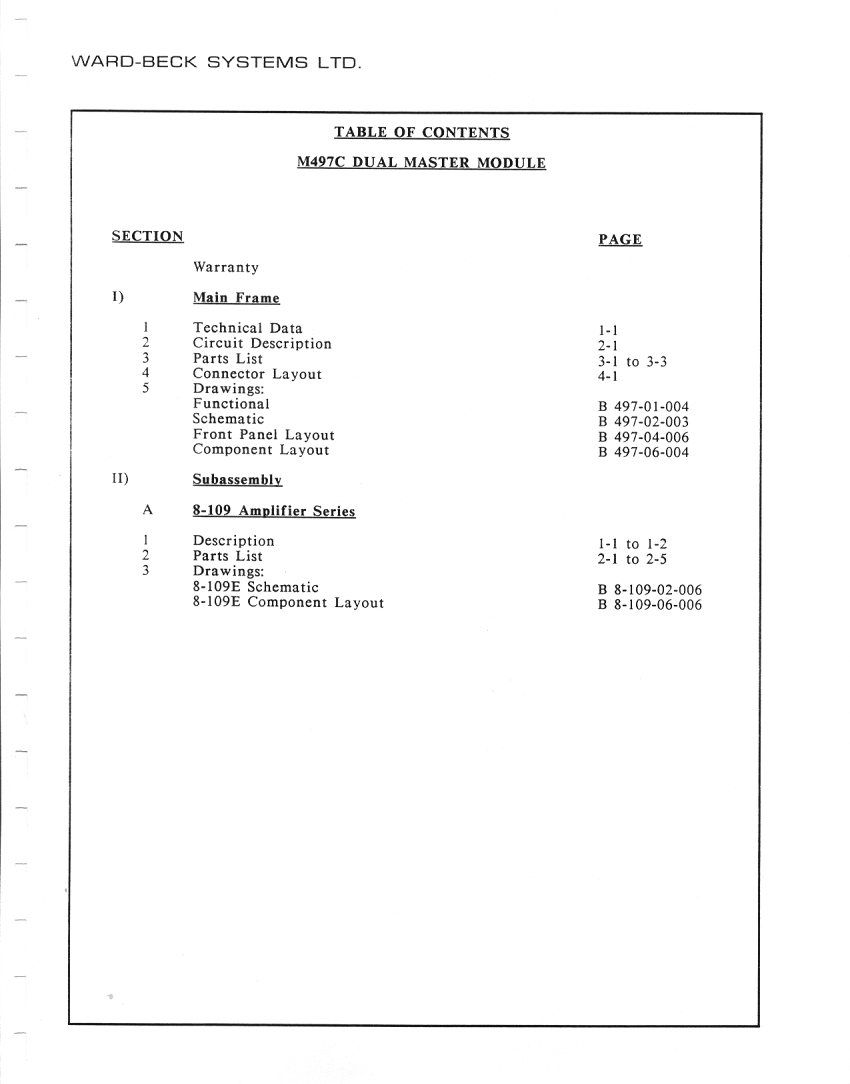 WARD-BECK SYSTEMS LTD.
TABLE OF CONTENTS
M497C DUAL MASTER MODULE
SECTION PAGE
Warranty
I) Main Frame
1 Technical Data 1-1
2 Circuit Description 2-1
3 Parts List 3-1 to 3-3
4 Connector Layout 4-1
5 Drawings:
Functional B 497-01-004
Schematic B 497-02-003
Front Panel Layout B 497-04-006
Component Layout B 497-06-004
II) Subassembly
A 8-109 Amplifier Series
1 Description 1-1 to 1-2
2 Parts List 2-1 to 2-5
3 Drawings:
8-109E Schematic B 8-109-02-006
8-109E Component Layout B 8-109-06-006